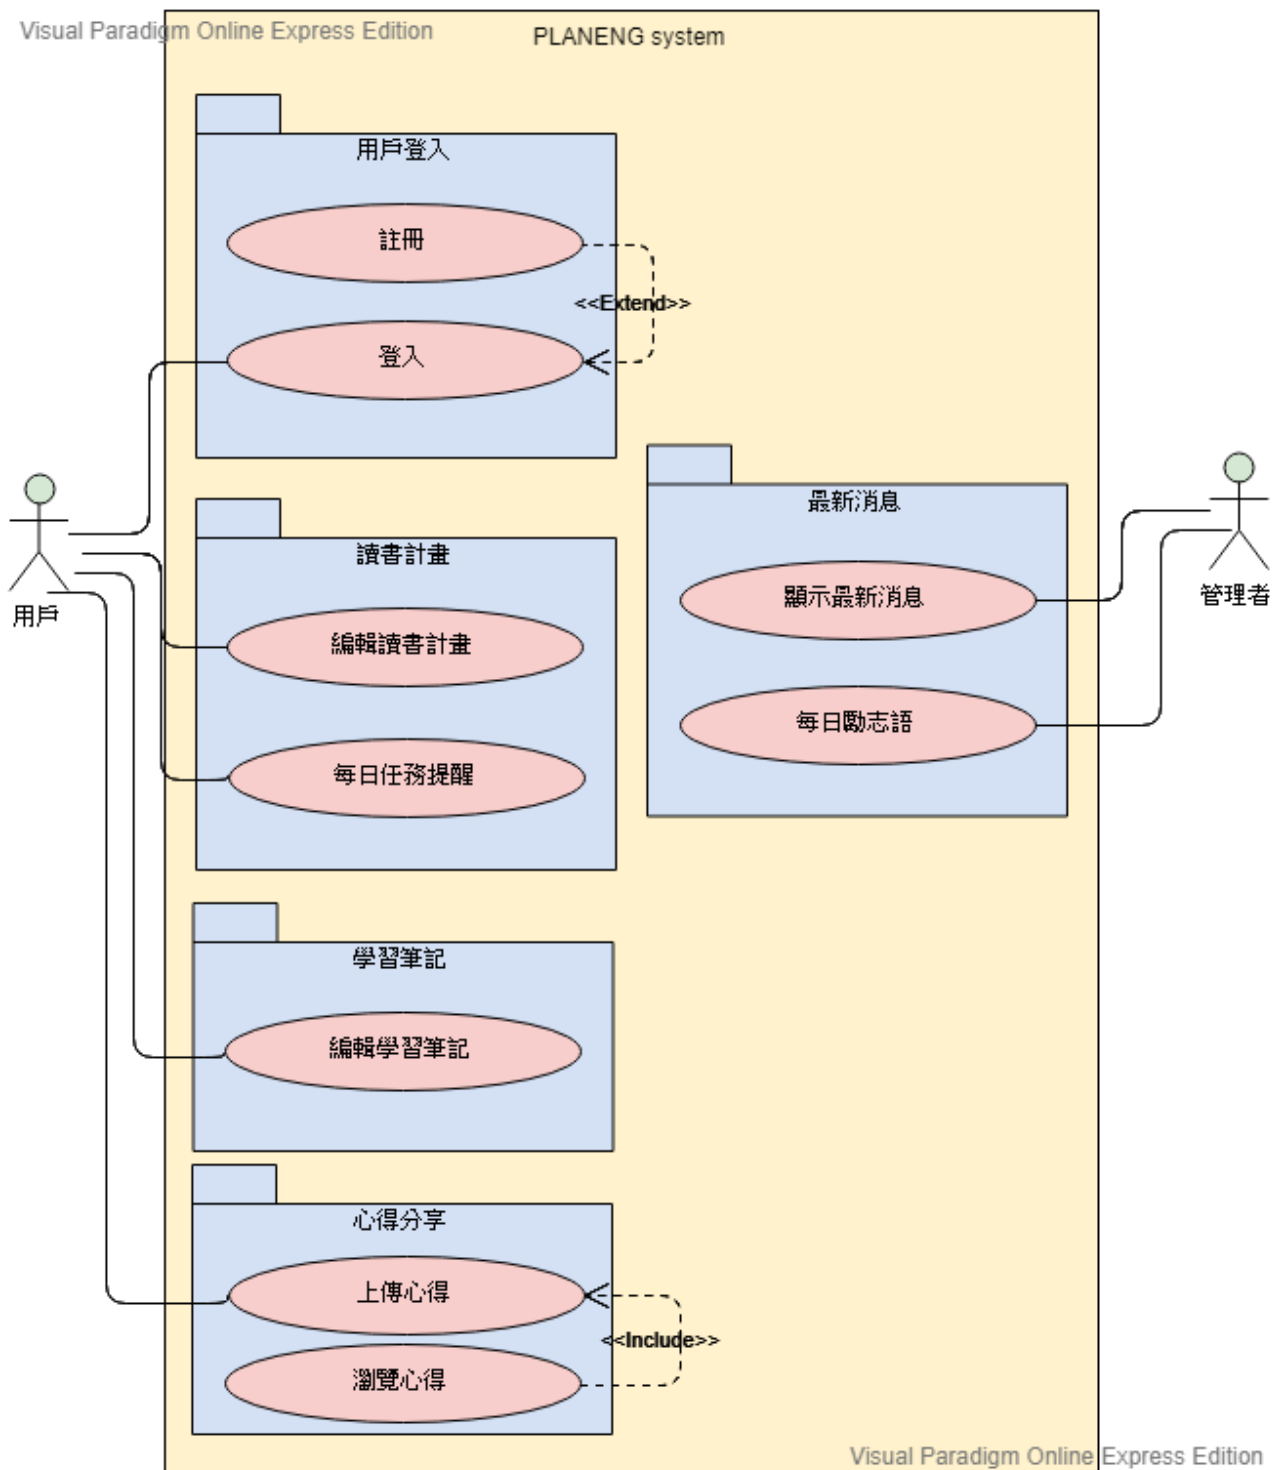 Visual Paradigm Online Express Edition
PLANENG system
用戶登入
註冊
<<Extend>>
登入
用戶
讀書計畫
編輯讀書計畫
每日任務提醒
最新消息
顯示最新消息
每日勵志語
管理者
學習筆記
編輯學習筆記
心得分享
上傳心得
<<Include>>
瀏覽心得
Visual Paradigm Online Express Edition